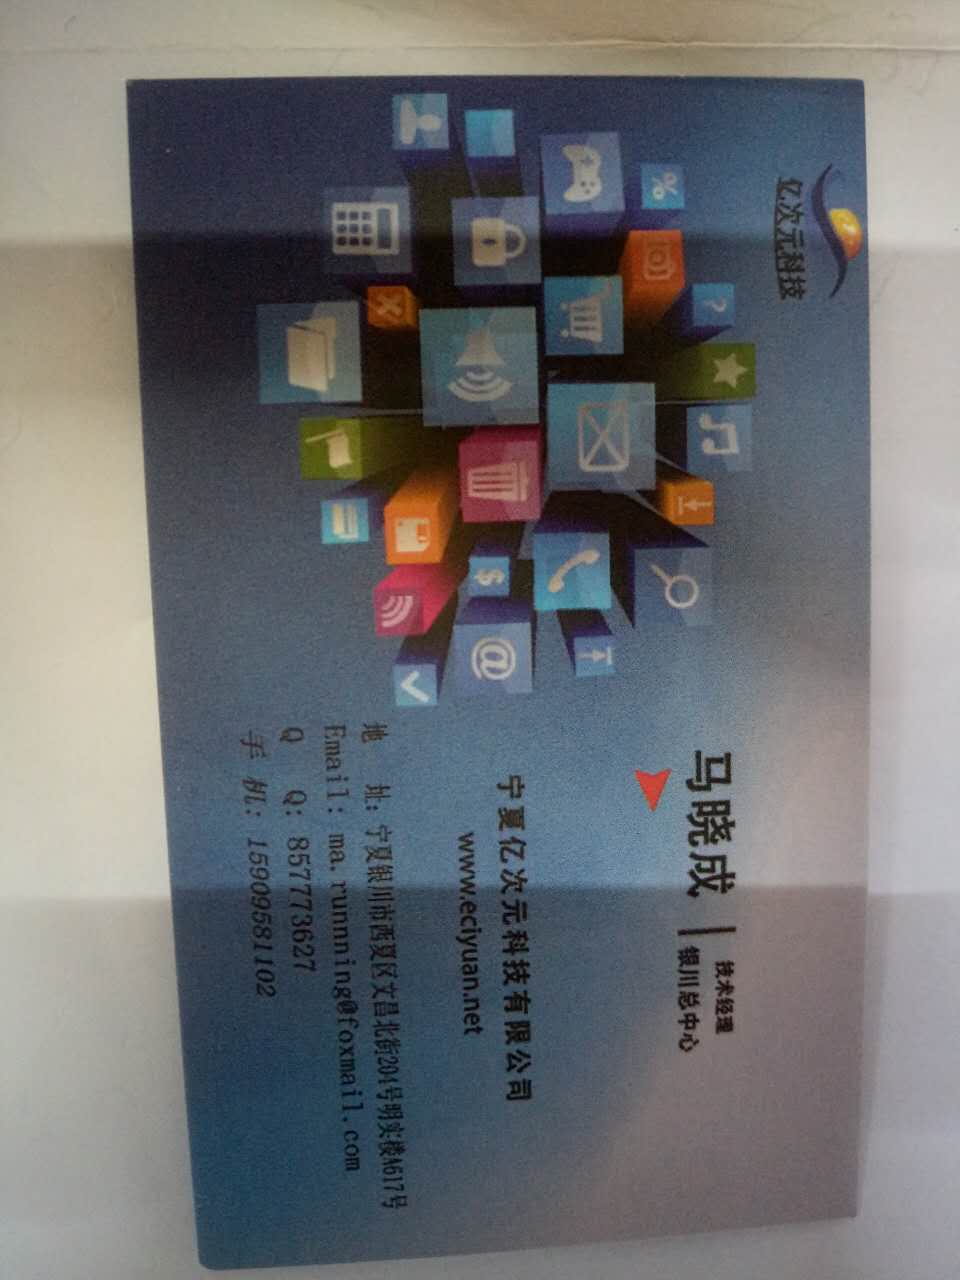 亿次元科技
马晓成
技术经理
银川总中心
宁夏亿次元科技有限公司
www.eciyuan.net
地 址: 宁夏银川市西夏区文昌北街204号明实楼A617号
Email: ma.runnning@foxmail.com
Q Q: 857773627
手 机: 15909581102